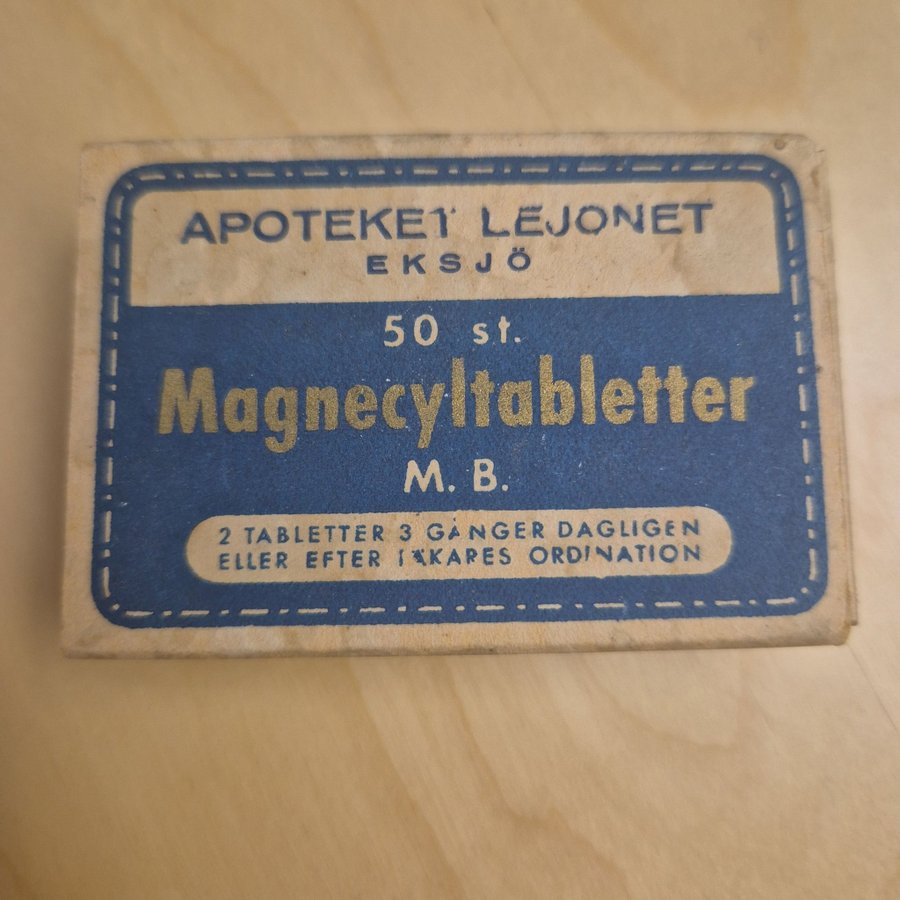 APOTEKET LEJONET
EKSJÖ
50 st.
Magnecyltabletter
M. B.
2 TABLETTER 3 GÅNGER DAGLIGEN
ELLER EFTER LÄKARES ORDINATION